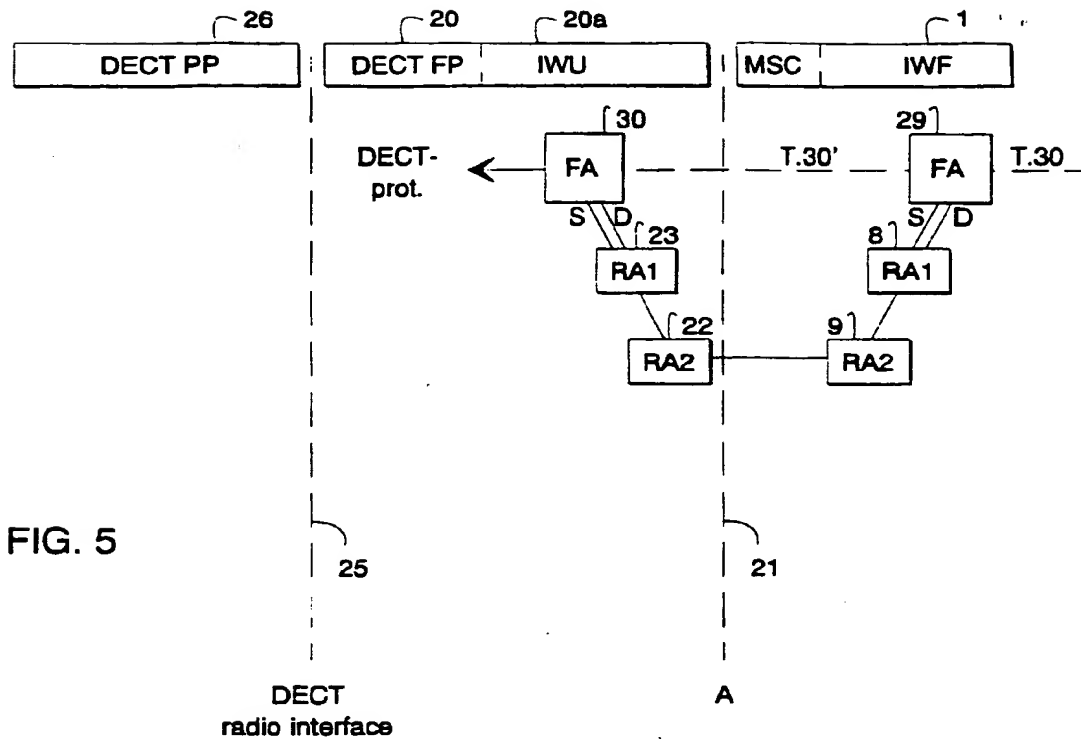 26 20 20a 1
DECT PP DECT FP IWU MSC IWF
30 29
DECT-
prot.
FA T.30' FA T.30
S D S D
23 8
RA1 RA1
22 9
RA2 RA2
FIG. 5
25 21
DECT
radio interface
A